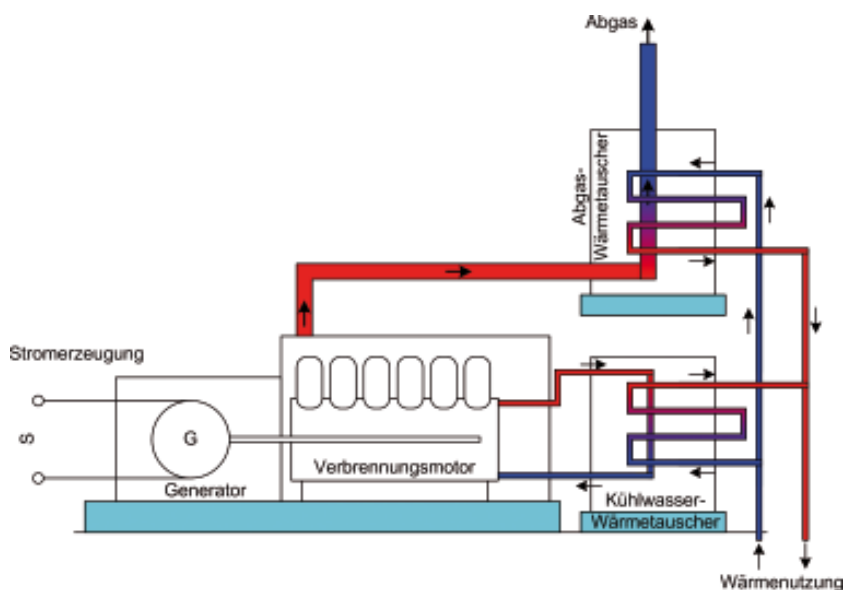 Abgas
Abgas-
Wärmetauscher
Stromerzeugung
S
G
Verbrennungsmotor
Generator
Kühlwasser-
Wärmetauscher
Wärmenutzung